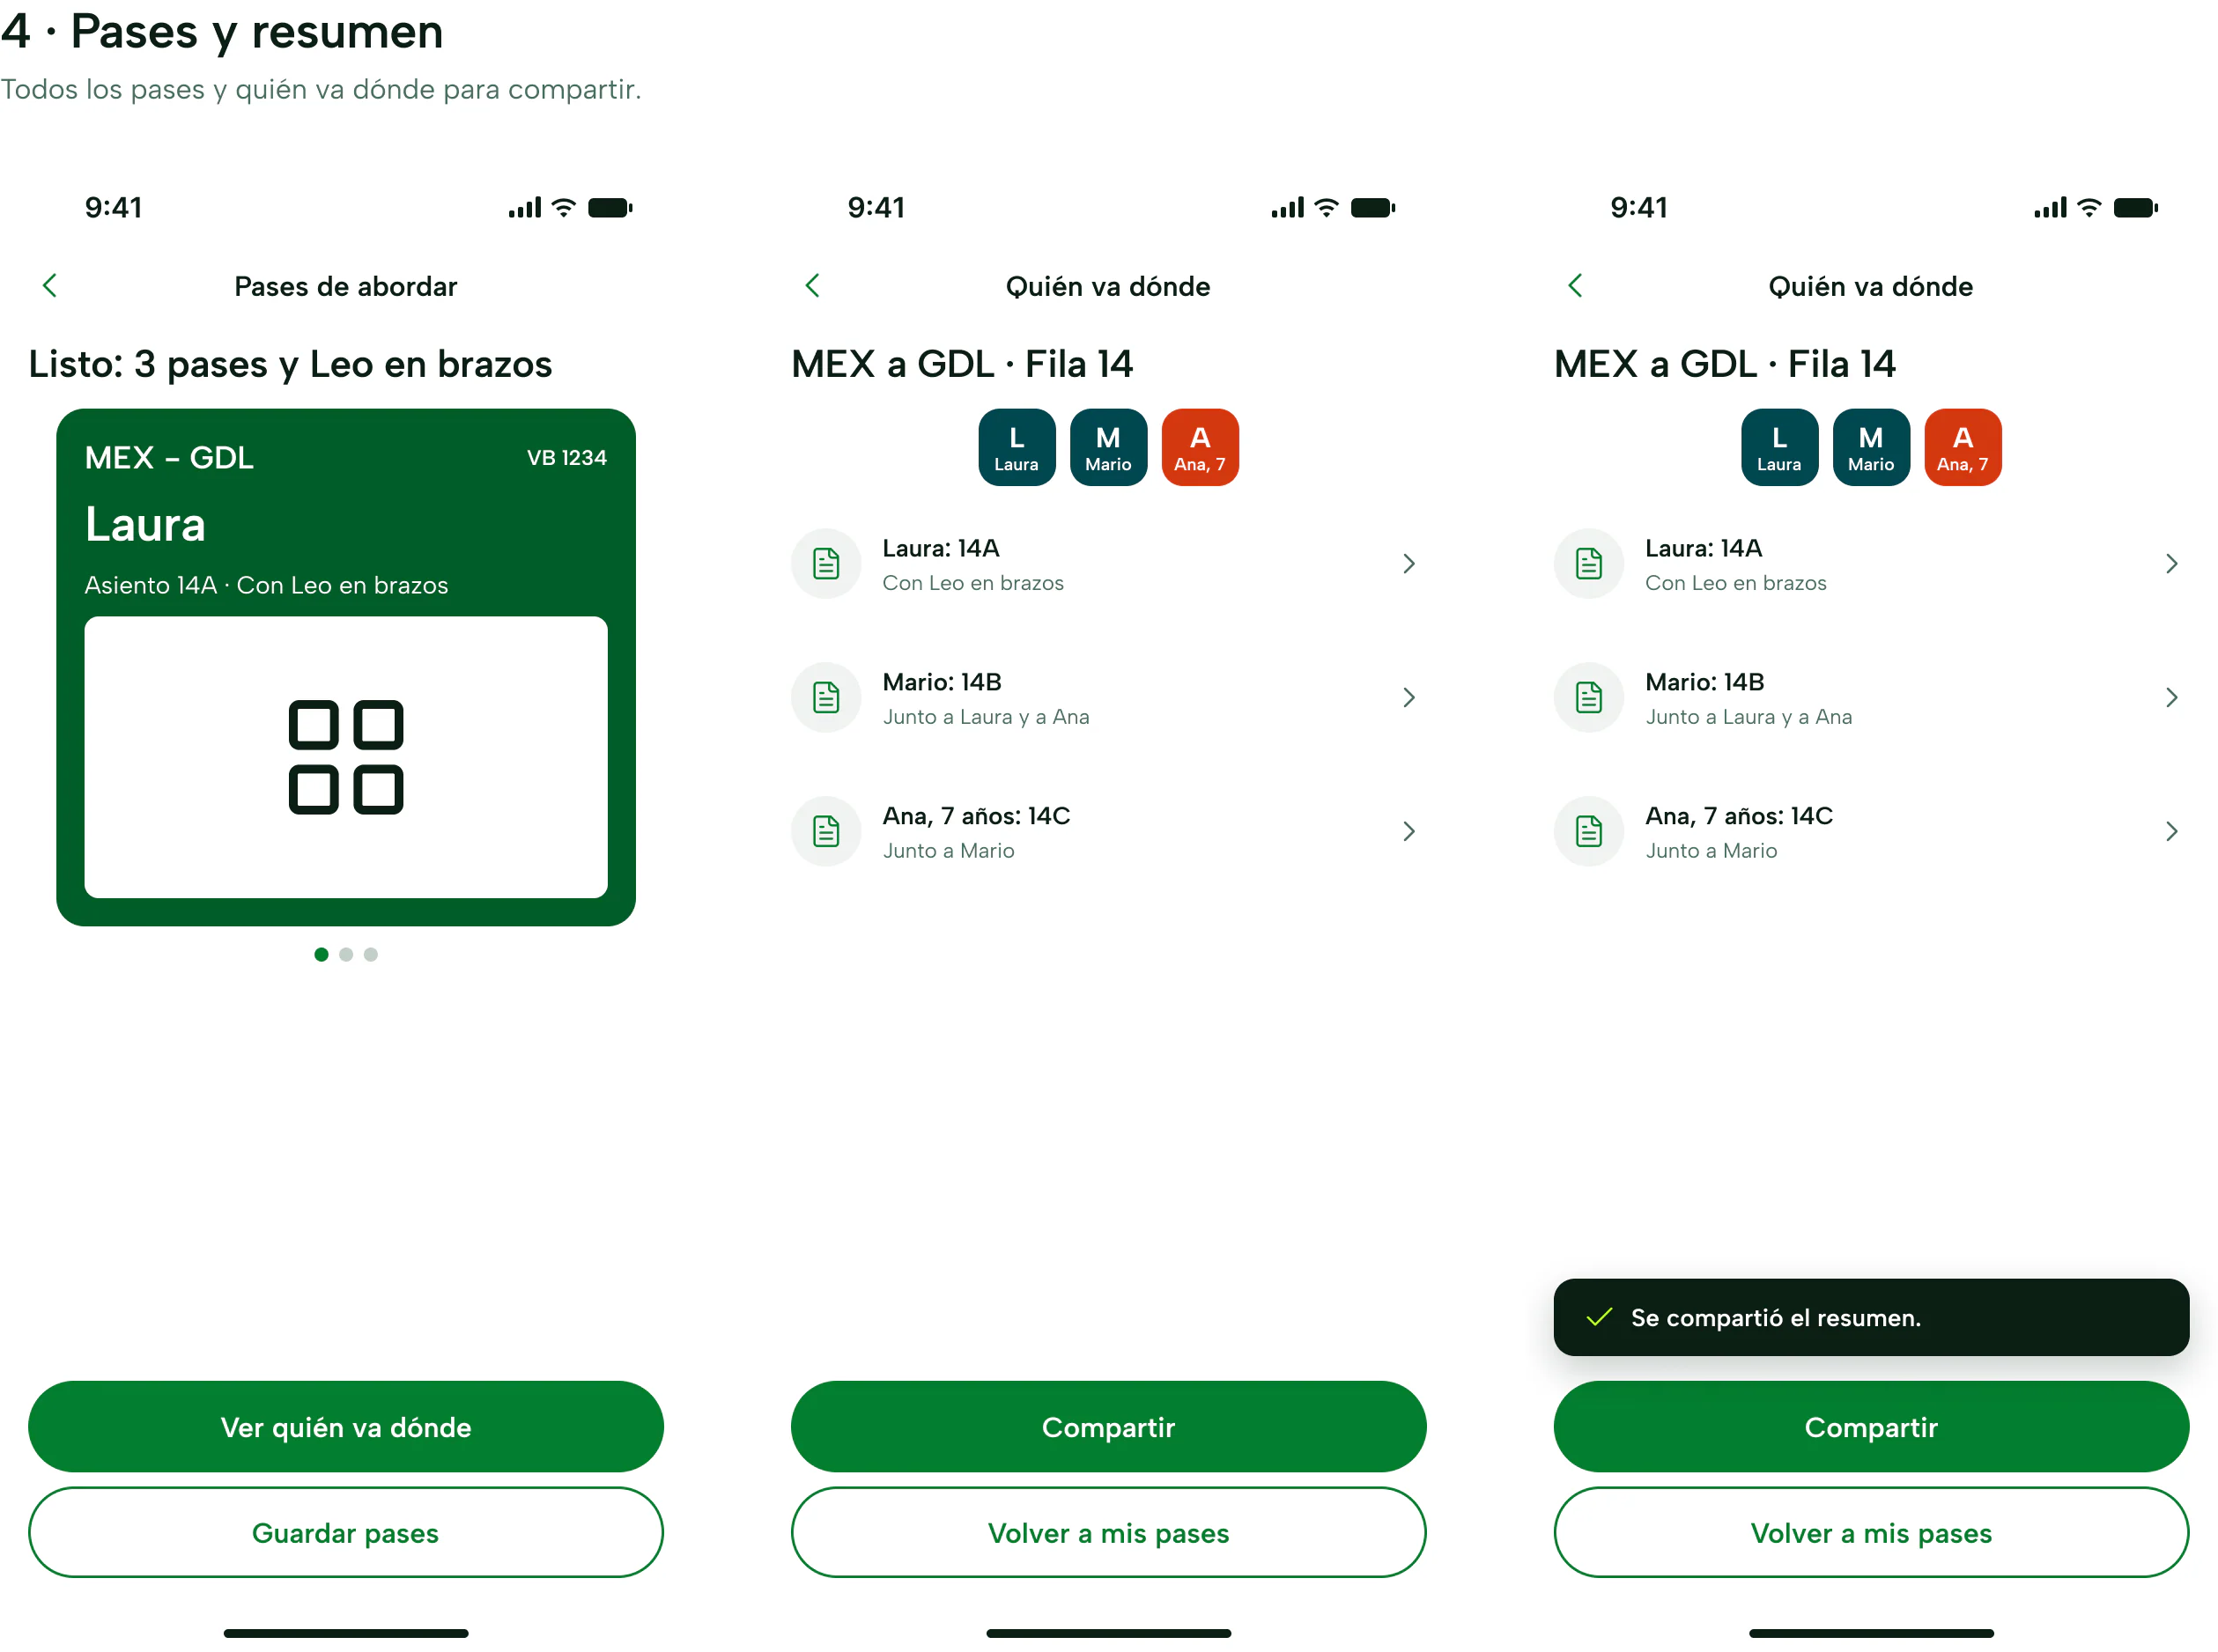 4 · Pases y resumen
Todos los pases y quién va dónde para compartir.
9:41
Pases de abordar
Listo: 3 pases y Leo en brazos
MEX – GDL
VB 1234
Laura
Asiento 14A · Con Leo en brazos
Ver quién va dónde
Guardar pases
9:41
Quién va dónde
MEX a GDL · Fila 14
L
Laura
M
Mario
A
Ana, 7
Laura: 14A
Con Leo en brazos
Mario: 14B
Junto a Laura y a Ana
Ana, 7 años: 14C
Junto a Mario
Compartir
Volver a mis pases
9:41
Quién va dónde
MEX a GDL · Fila 14
L
Laura
M
Mario
A
Ana, 7
Laura: 14A
Con Leo en brazos
Mario: 14B
Junto a Laura y a Ana
Ana, 7 años: 14C
Junto a Mario
Se compartió el resumen.
Compartir
Volver a mis pases